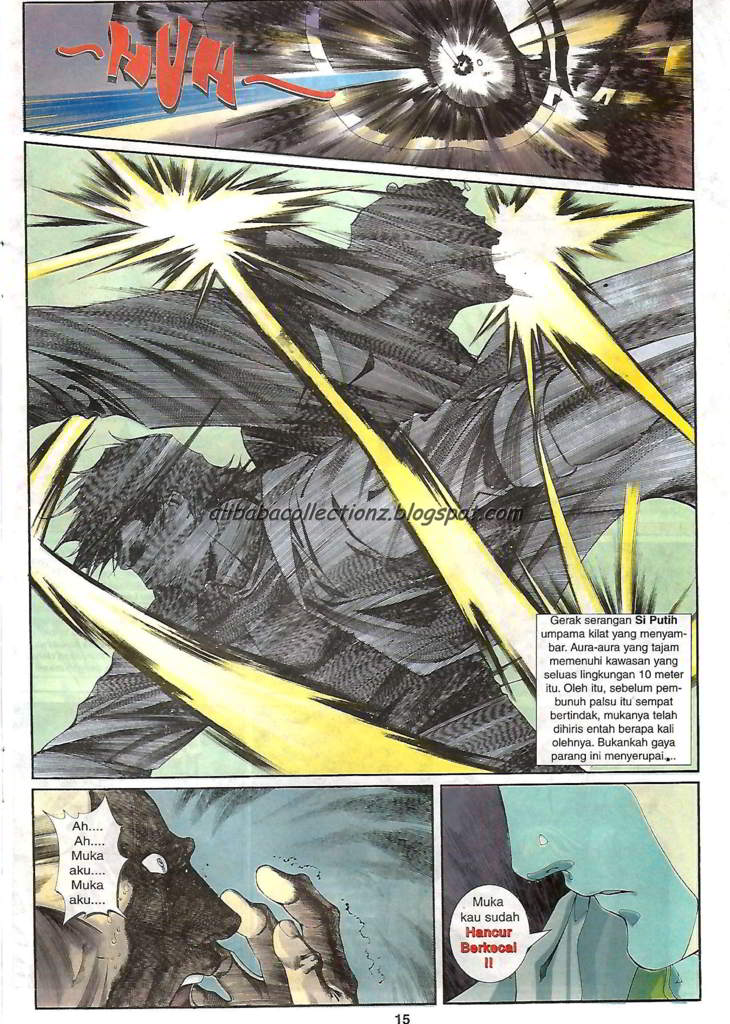 ~HUH~
alibabacollectionz.blogspot.com
Gerak serangan Si Putih
umpama kilat yang menyam-
bar. Aura-aura yang tajam
memenuhi kawasan yang
seluas lingkungan 10 meter
itu. Oleh itu, sebelum pem-
bunuh palsu itu sempat
bertindak, mukanya telah
dihiris entah berapa kali
olehnya. Bukankah gaya
parang ini menyerupai....
Ah....
Ah....
Muka
aku....
Muka
aku....
Muka
kau sudah
Hancur
Berkecai
!!
15